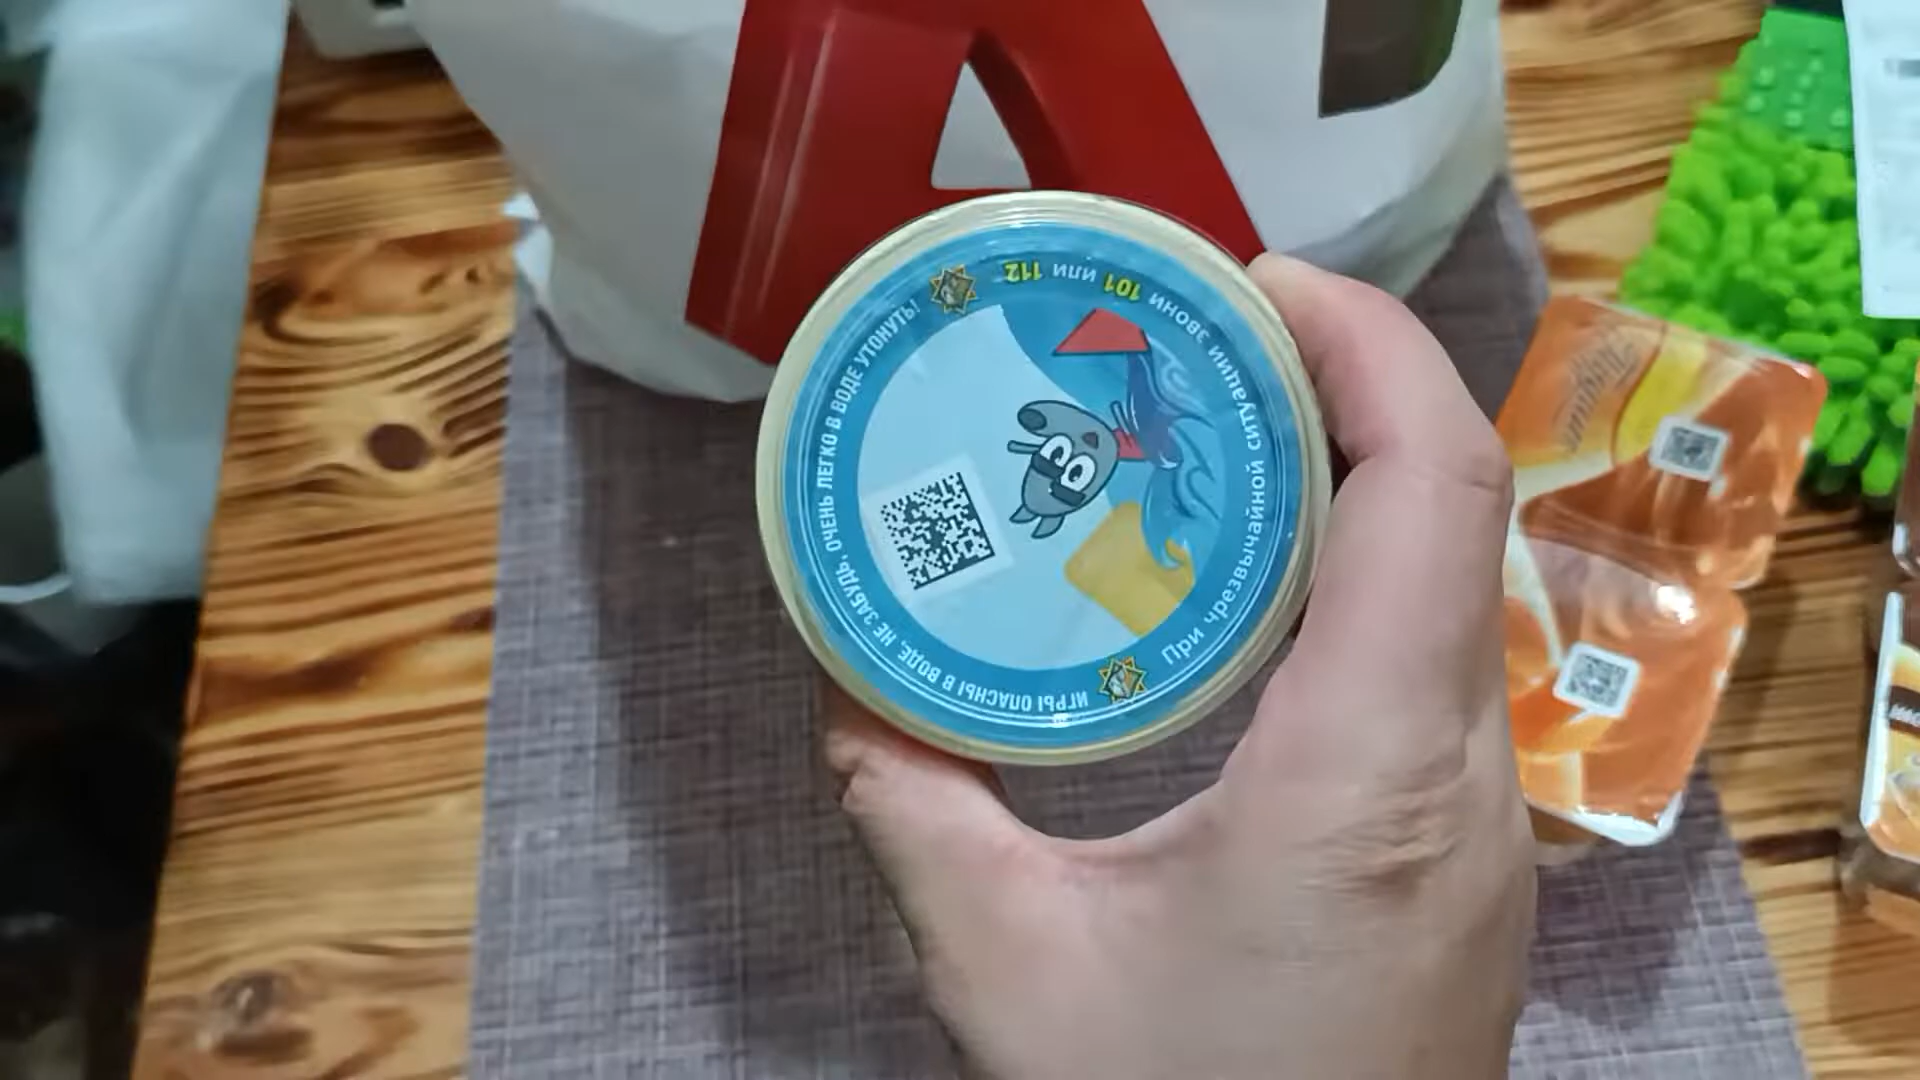 ИГРЫ ОПАСНЫ В ВОДЕ, НЕ ЗАБУДЬ, ОЧЕНЬ ЛЕГКО В ВОДЕ УТОНУТЬ!
При чрезвычайной ситуации звони 101 или 112